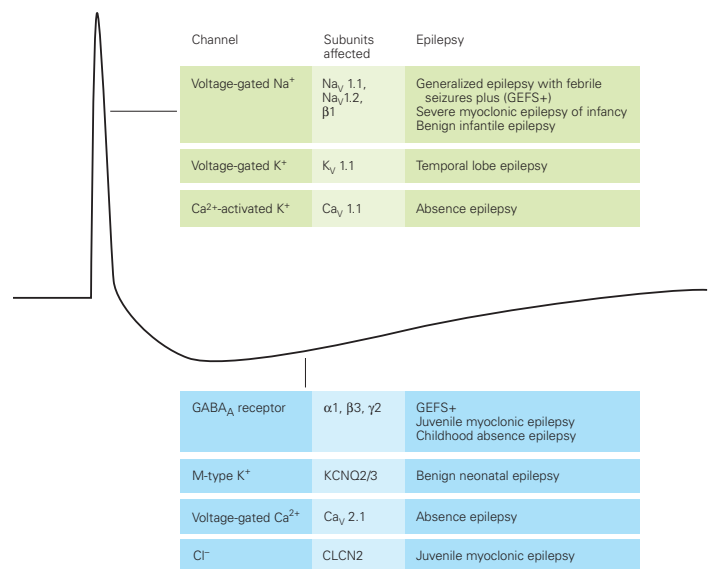 Channel Subunits affected Epilepsy
Voltage-gated Na⁺ Naᵥ 1.1, Generalized epilepsy with febrile
Naᵥ1.2, seizures plus (GEFS+)
β1 Severe myoclonic epilepsy of infancy
Benign infantile epilepsy
Voltage-gated K⁺ Kᵥ 1.1 Temporal lobe epilepsy
Ca²⁺-activated K⁺ Caᵥ 1.1 Absence epilepsy
GABA_A receptor α1, β3, γ2 GEFS+
Juvenile myoclonic epilepsy
Childhood absence epilepsy
M-type K⁺ KCNQ2/3 Benign neonatal epilepsy
Voltage-gated Ca²⁺ Caᵥ 2.1 Absence epilepsy
Cl⁻ CLCN2 Juvenile myoclonic epilepsy